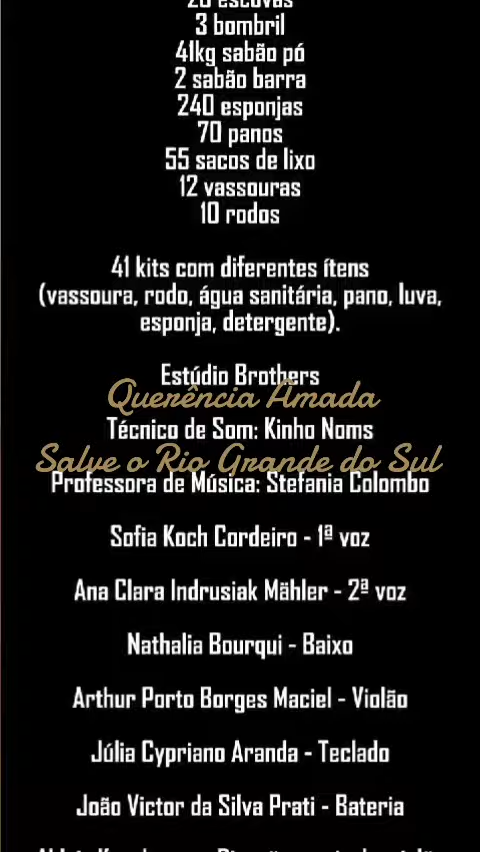 20 escovas
3 bombril
41kg sabão pó
2 sabão barra
240 esponjas
70 panos
55 sacos de lixo
12 vassouras
10 rodos
41 kits com diferentes ítens
(vassoura, rodo, água sanitária, pano, luva,
esponja, detergente).
Estúdio Brothers
Querência Amada
Técnico de Som: Kinho Noms
Salve o Rio Grande do Sul
Professora de Música: Stefania Colombo
Sofia Koch Cordeiro - 1ª voz
Ana Clara Indrusiak Mähler - 2ª voz
Nathalia Bourqui - Baixo
Arthur Porto Borges Maciel - Violão
Júlia Cypriano Aranda - Teclado
João Victor da Silva Prati - Bateria